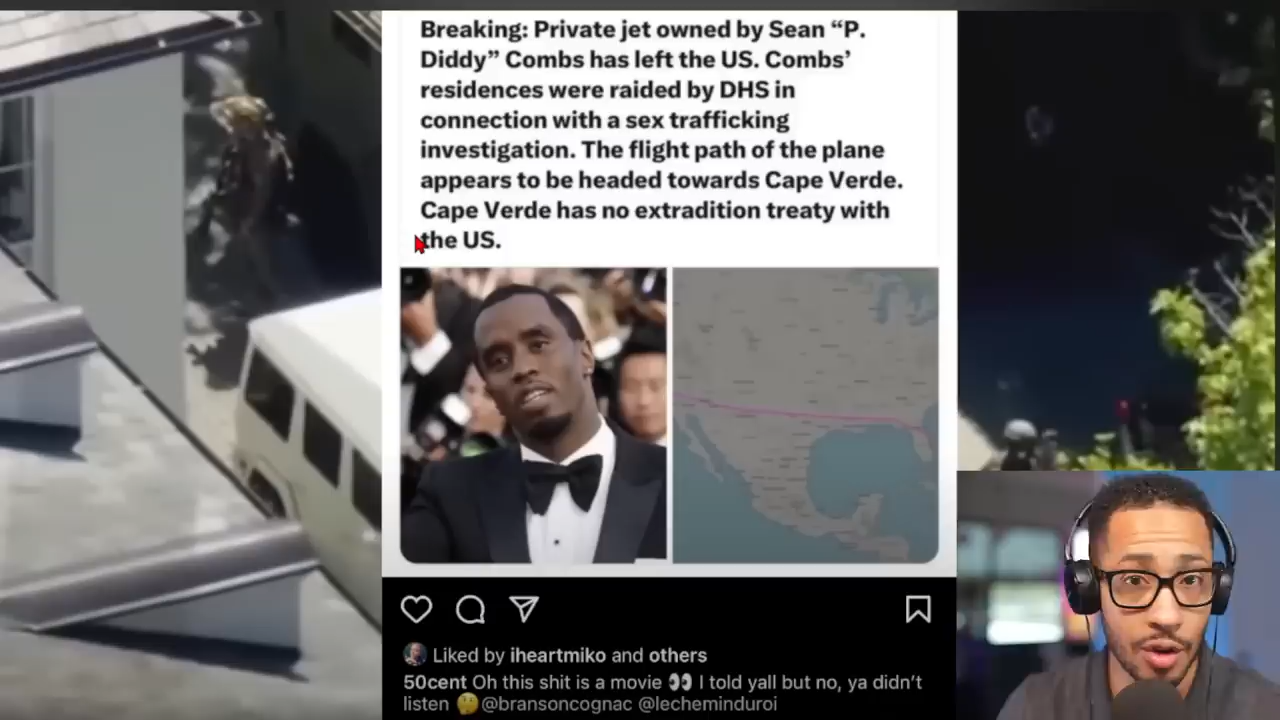 Breaking: Private jet owned by Sean “P.
Diddy” Combs has left the US. Combs’
residences were raided by DHS in
connection with a sex trafficking
investigation. The flight path of the plane
appears to be headed towards Cape Verde.
Cape Verde has no extradition treaty with
the US.
Liked by iheartmiko and others
50cent Oh this shit is a movie 👀 I told yall but no, ya didn’t
listen 🤔@bransoncognac @lecheminduroi